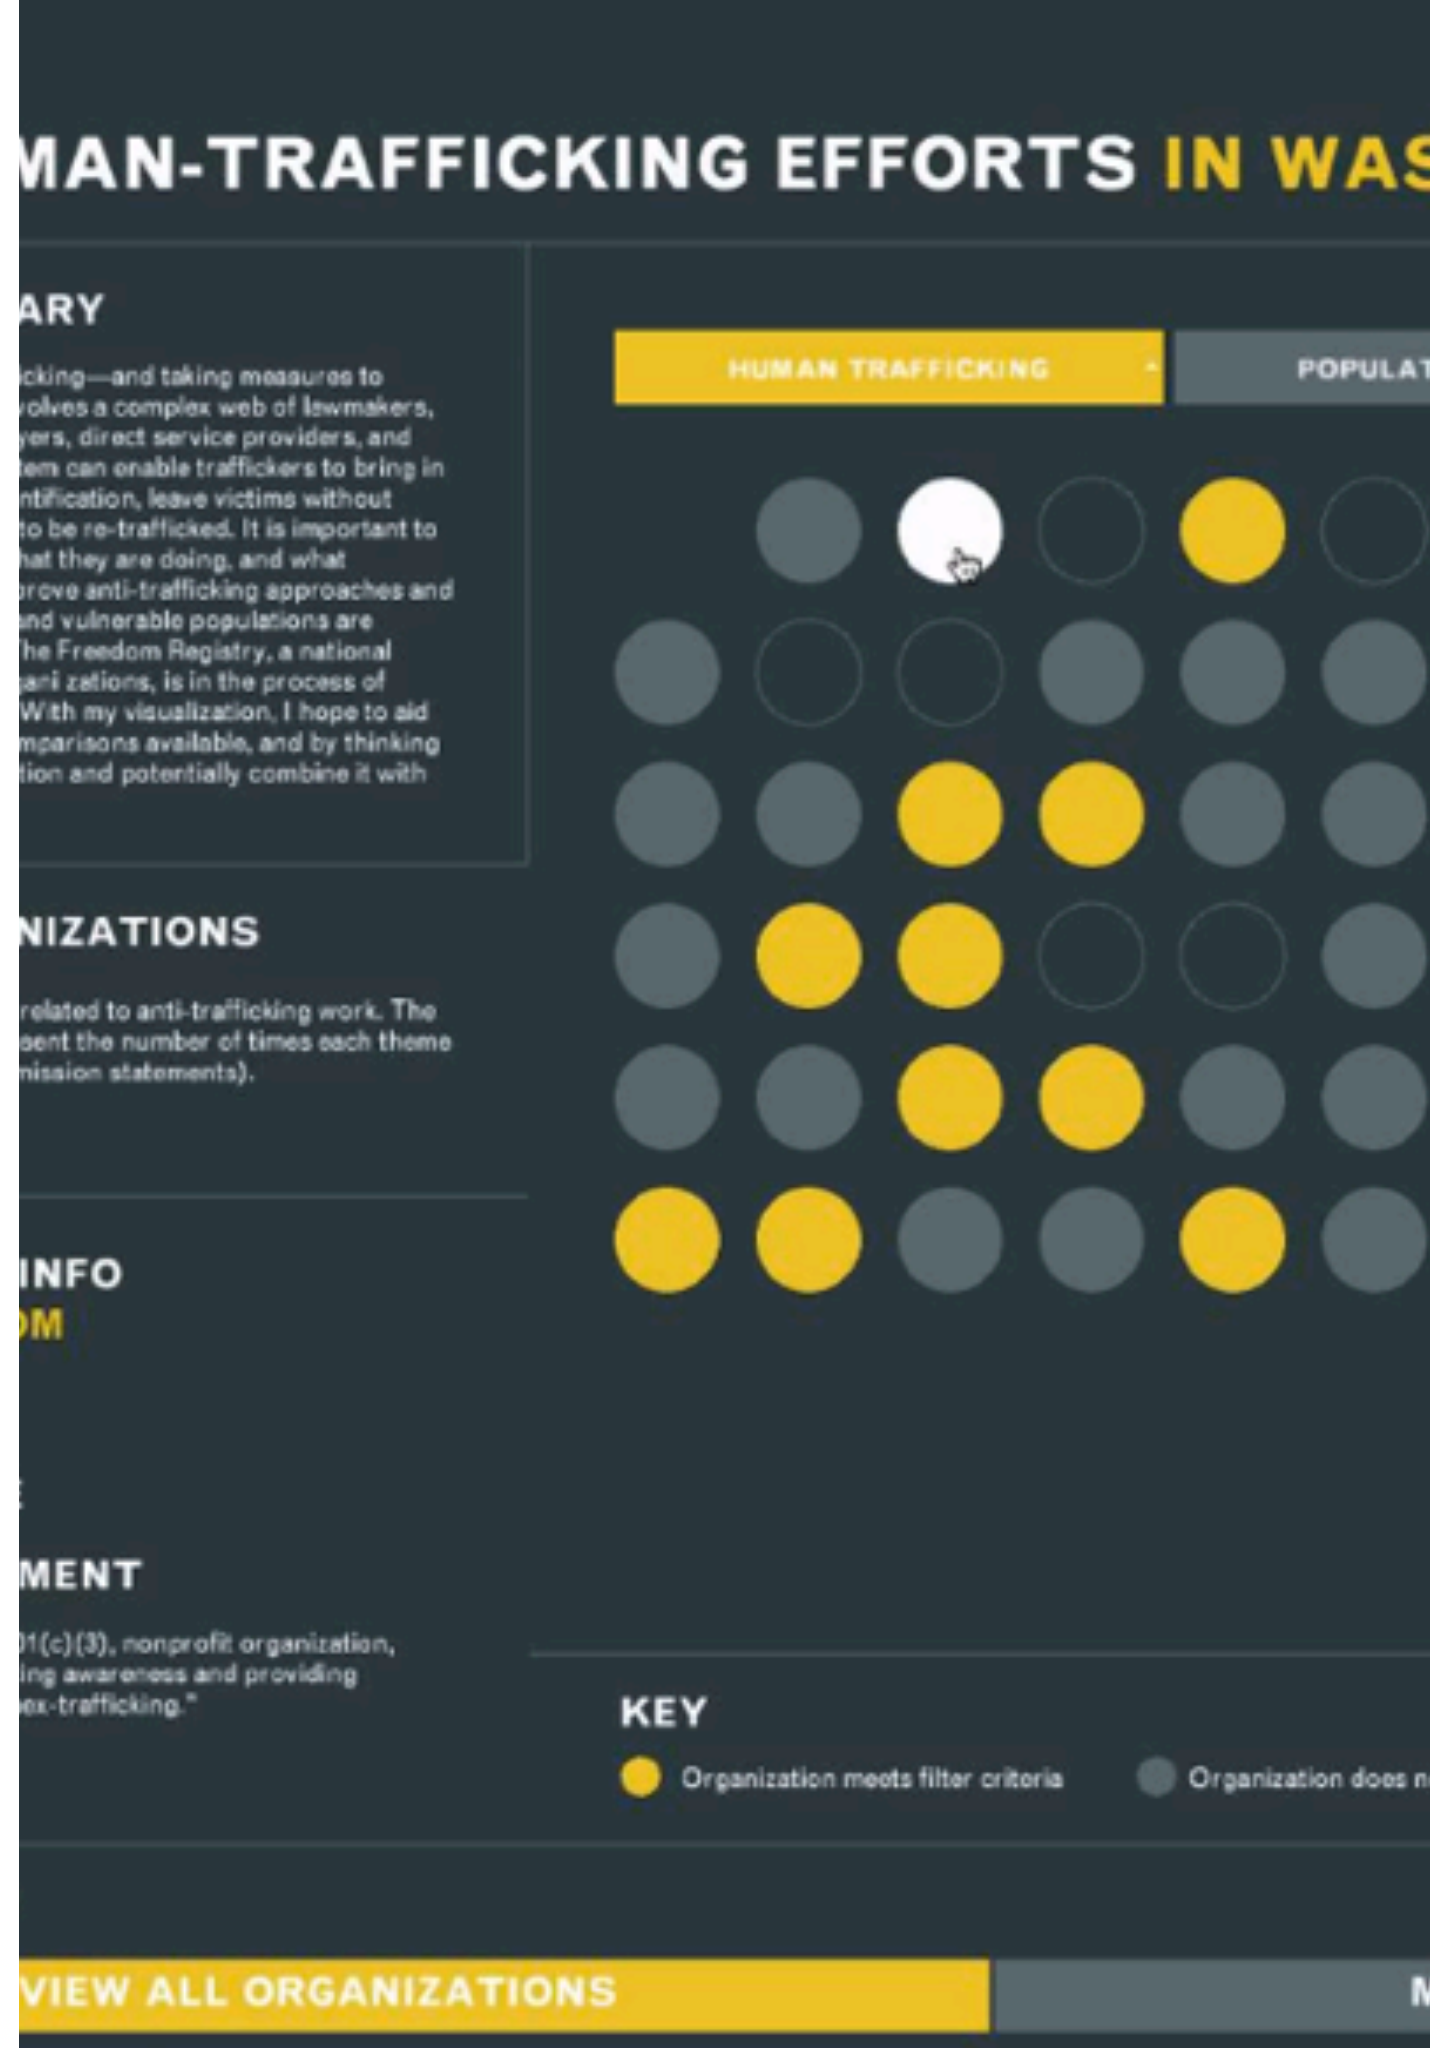 MAN-TRAFFICKING EFFORTS IN WAS
ARY
icking—and taking measures to
volves a complex web of lawmakers,
yers, direct service providers, and
tem can enable traffickers to bring in
ntification, leave victims without
to be re-trafficked. It is important to
hat they are doing, and what
prove anti-trafficking approaches and
and vulnerable populations are
The Freedom Registry, a national
gani zations, is in the process of
With my visualization, I hope to aid
mparisons available, and by thinking
tion and potentially combine it with
NIZATIONS
related to anti-trafficking work. The
sent the number of times each theme
mission statements).
INFO
OM
E
MENT
01(c)(3), nonprofit organization,
ing awareness and providing
sex-trafficking."
HUMAN TRAFFICKING
POPULAT
KEY
Organization meets filter criteria
Organization does n
VIEW ALL ORGANIZATIONS
M